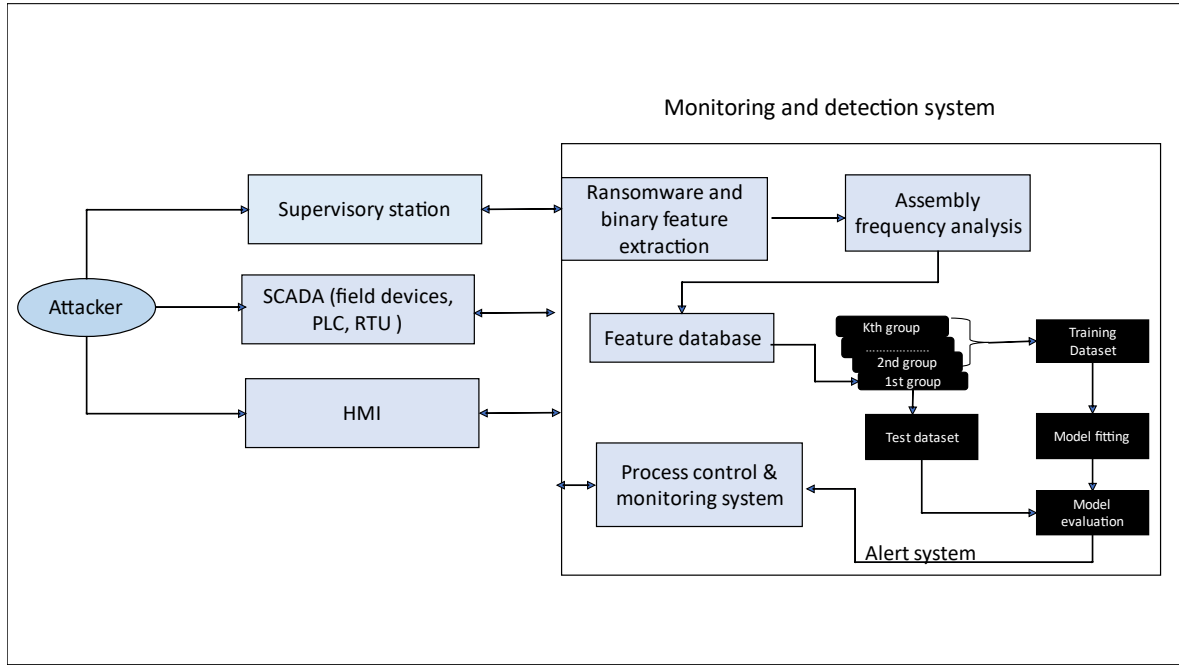 Monitoring and detection system
Supervisory station
Ransomware and
binary feature
extraction
Assembly
frequency analysis
Attacker
SCADA (field devices,
PLC, RTU )
Feature database
Kth group
...................
2nd group
1st group
Training
Dataset
HMI
Test dataset
Model fitting
Process control &
monitoring system
Model
evaluation
Alert system